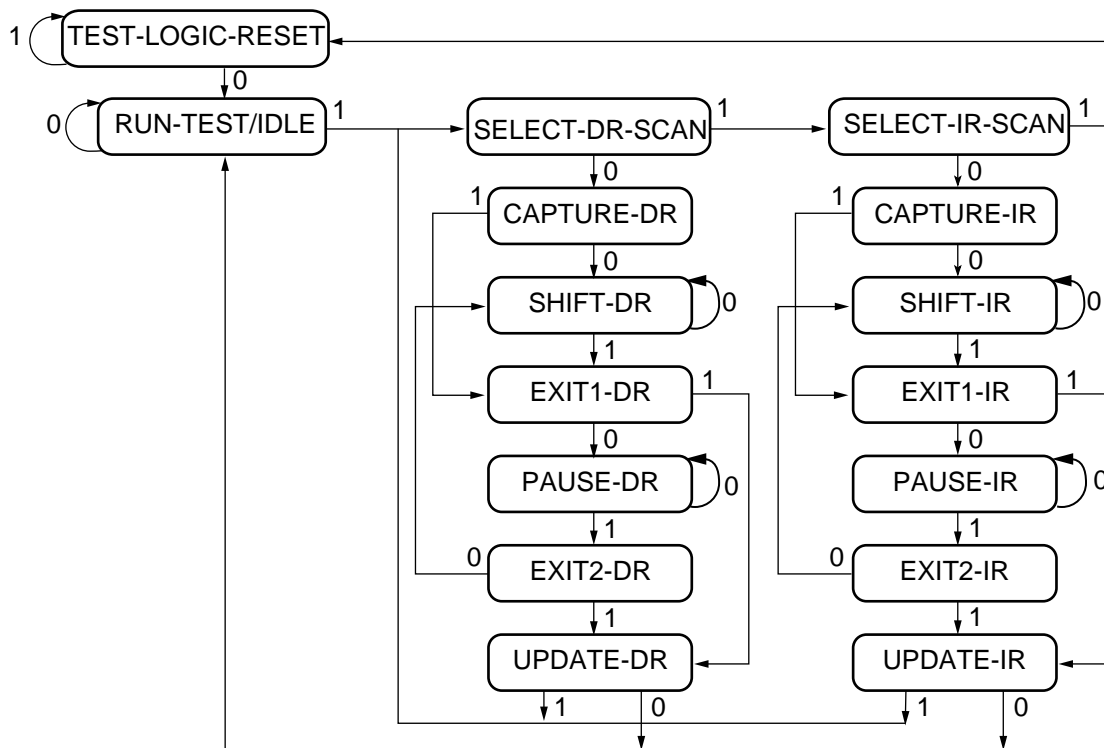 1
TEST-LOGIC-RESET
0
0
RUN-TEST/IDLE
1
SELECT-DR-SCAN
1
SELECT-IR-SCAN
1
0
0
1
CAPTURE-DR
1
CAPTURE-IR
0
0
SHIFT-DR
0
SHIFT-IR
0
1
1
EXIT1-DR
1
EXIT1-IR
1
0
0
PAUSE-DR
0
PAUSE-IR
0
1
1
0
EXIT2-DR
0
EXIT2-IR
1
1
UPDATE-DR
UPDATE-IR
1
0
1
0